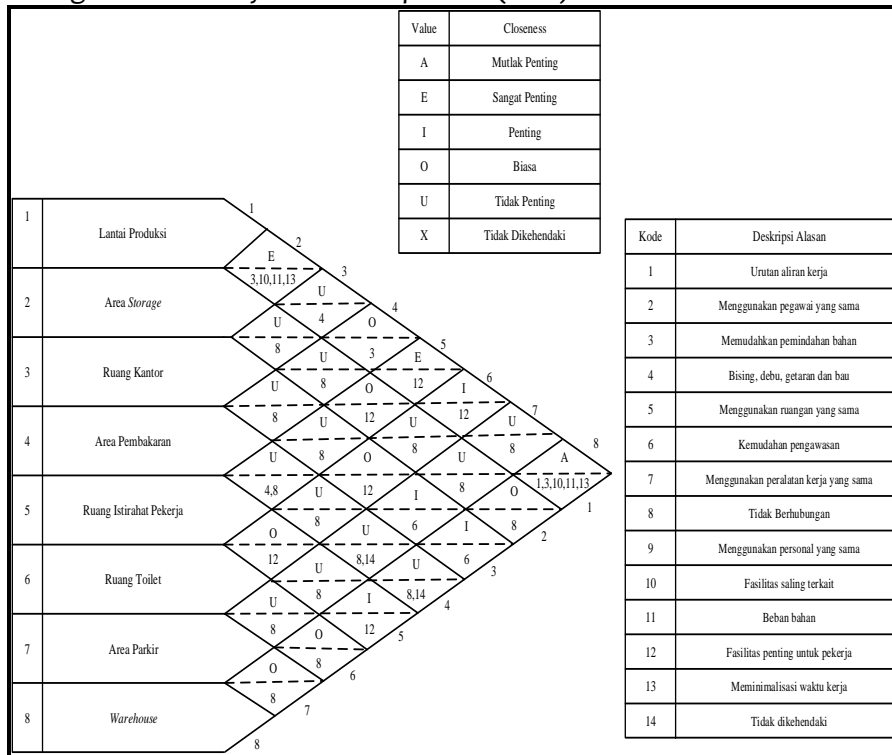 Value Closeness
A Mutlak Penting
E Sangat Penting
I Penting
O Biasa
U Tidak Penting
X Tidak Dikehendaki
1 Lantai Produksi
2 Area Storage
3 Ruang Kantor
4 Area Pembakaran
5 Ruang Istirahat Pekerja
6 Ruang Toilet
7 Area Parkir
8 Warehouse
1
2
E
3
3,10,11,13
U
4
U 4 O
5
8 U 3 E
6
U 8 O 12 I
7
8 U 12 U 12 U
8
U 8 O 8 U 8 A
4,8 U 12 I 8 O 1,3,10,11,13
1
O 8 U 6 I 8
2
12 U 8,14 U 6
3
U 8 I 8,14
4
8 O 12
5
O 8
6
8
7
8
Kode Deskripsi Alasan
1 Urutan aliran kerja
2 Menggunakan pegawai yang sama
3 Memudahkan pemindahan bahan
4 Bising, debu, getaran dan bau
5 Menggunakan ruangan yang sama
6 Kemudahan pengawasan
7 Menggunakan peralatan kerja yang sama
8 Tidak Berhubungan
9 Menggunakan personal yang sama
10 Fasilitas saling terkait
11 Beban bahan
12 Fasilitas penting untuk pekerja
13 Meminimalisasi waktu kerja
14 Tidak dikehendaki